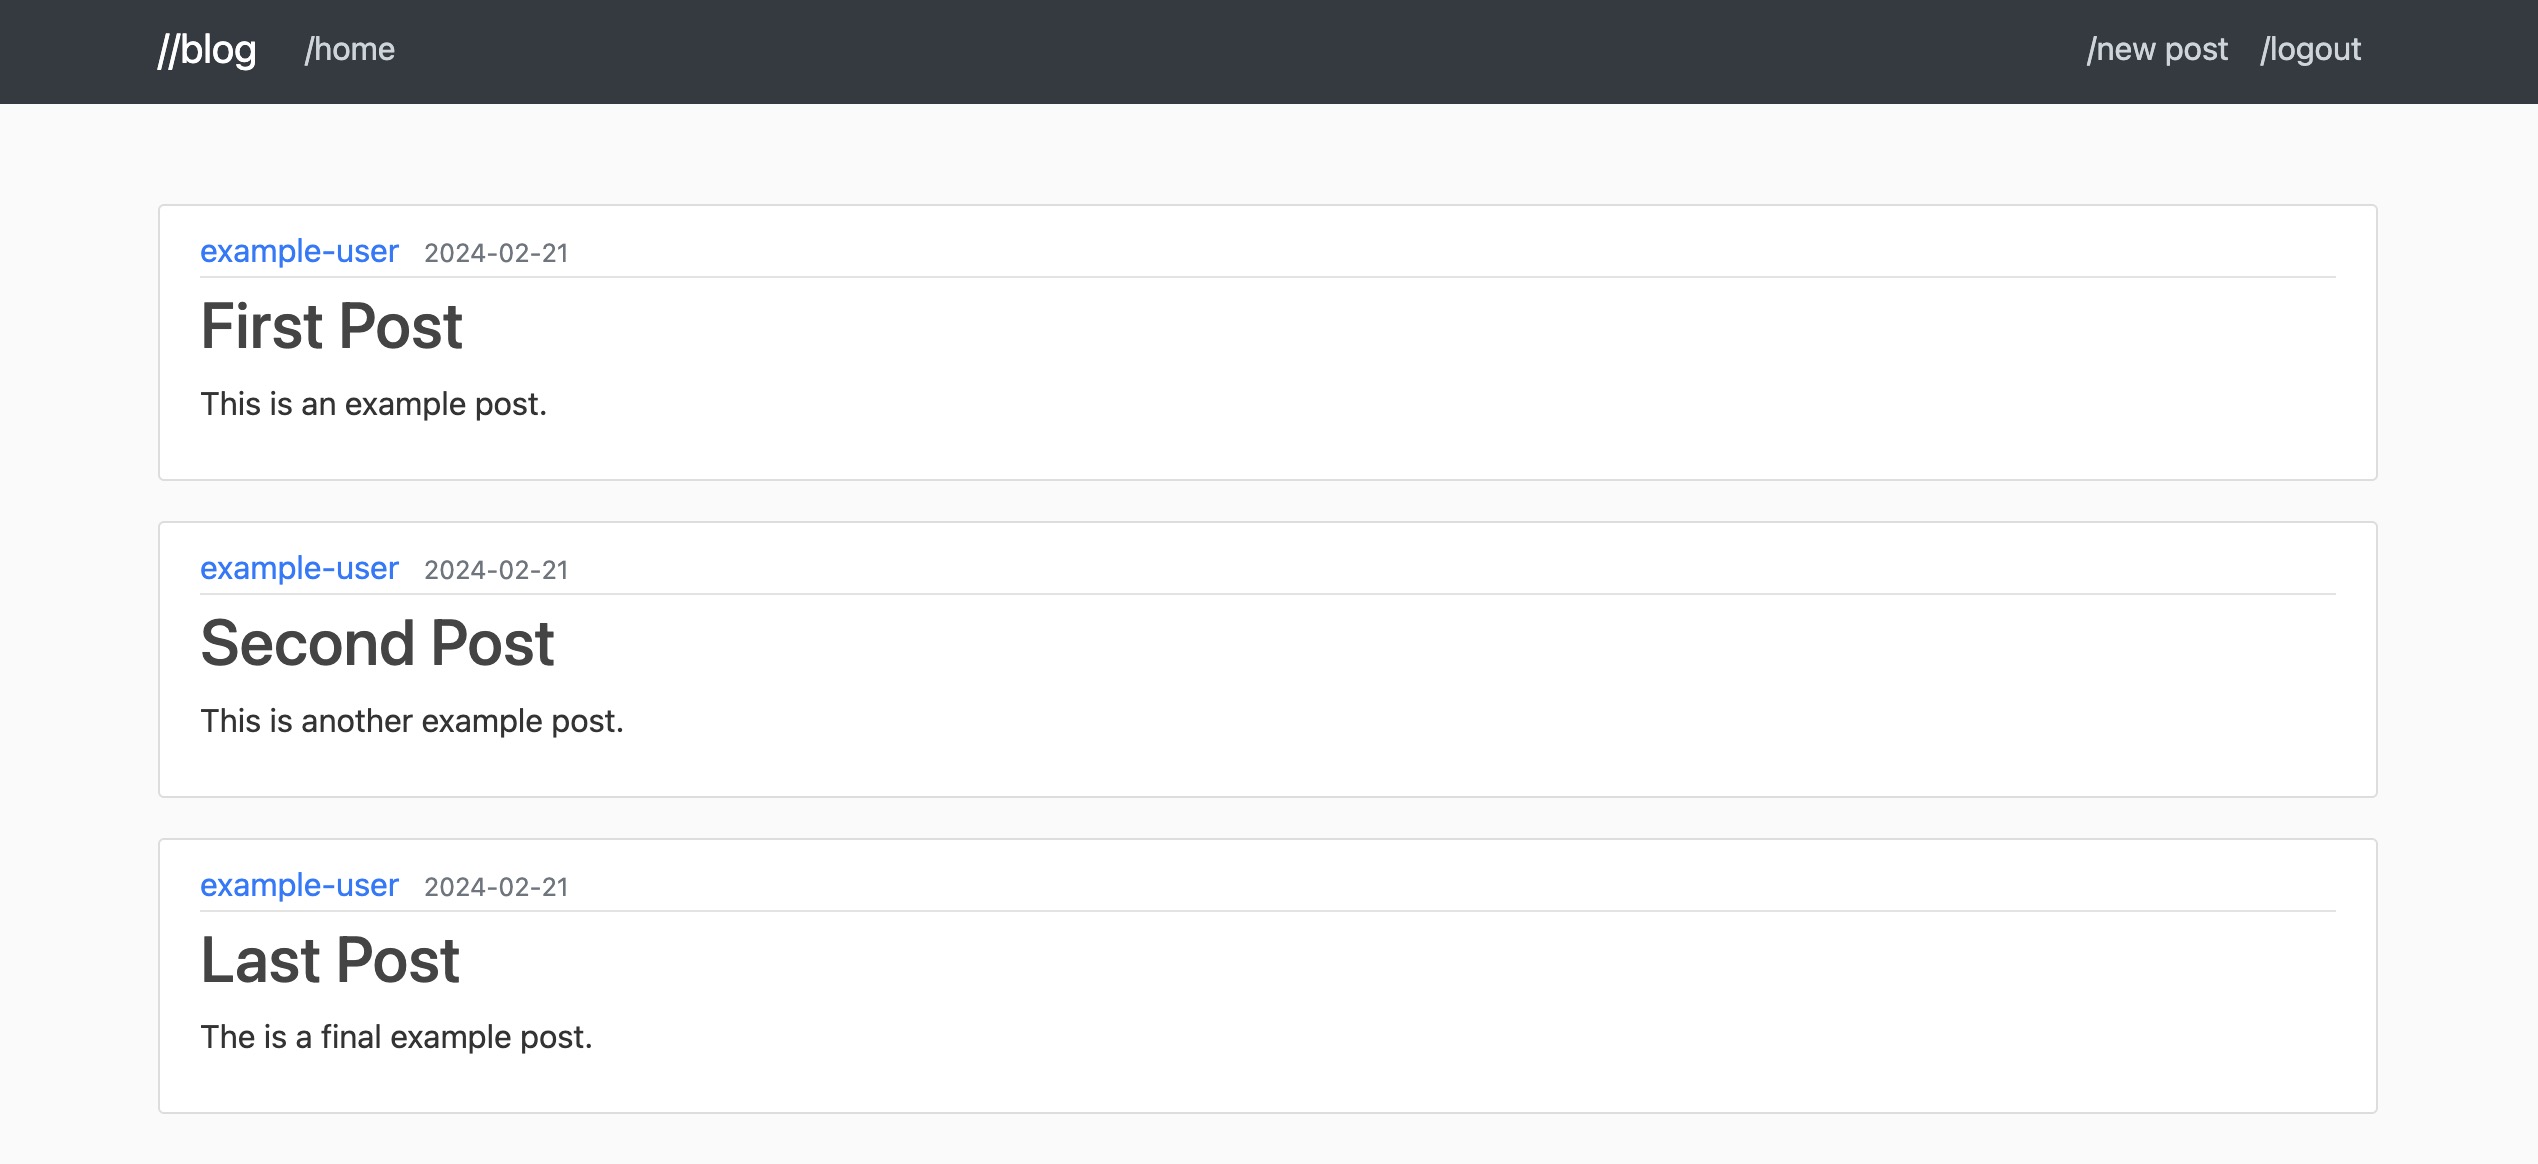 //blog /home /new post /logout
example-user 2024-02-21
First Post
This is an example post.
example-user 2024-02-21
Second Post
This is another example post.
example-user 2024-02-21
Last Post
The is a final example post.